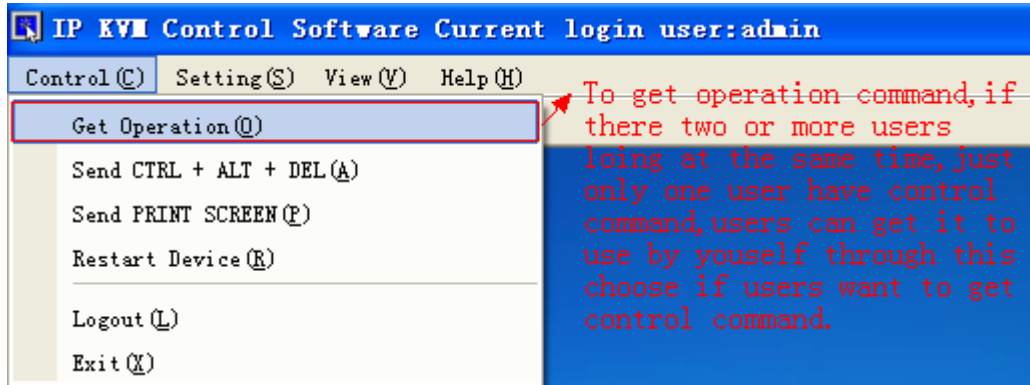 IP KVM Control Software Current login user:admin
Control(C) Setting(S) View(V) Help(H)
Get Operation(O)
Send CTRL + ALT + DEL(A)
Send PRINT SCREEN(P)
Restart Device(R)
Logout(L)
Exit(X)
To get operation command,if
there two or more users
loing at the same time,just
only one user have control
command,users can get it to
use by youself through this
choose if users want to get
control command.